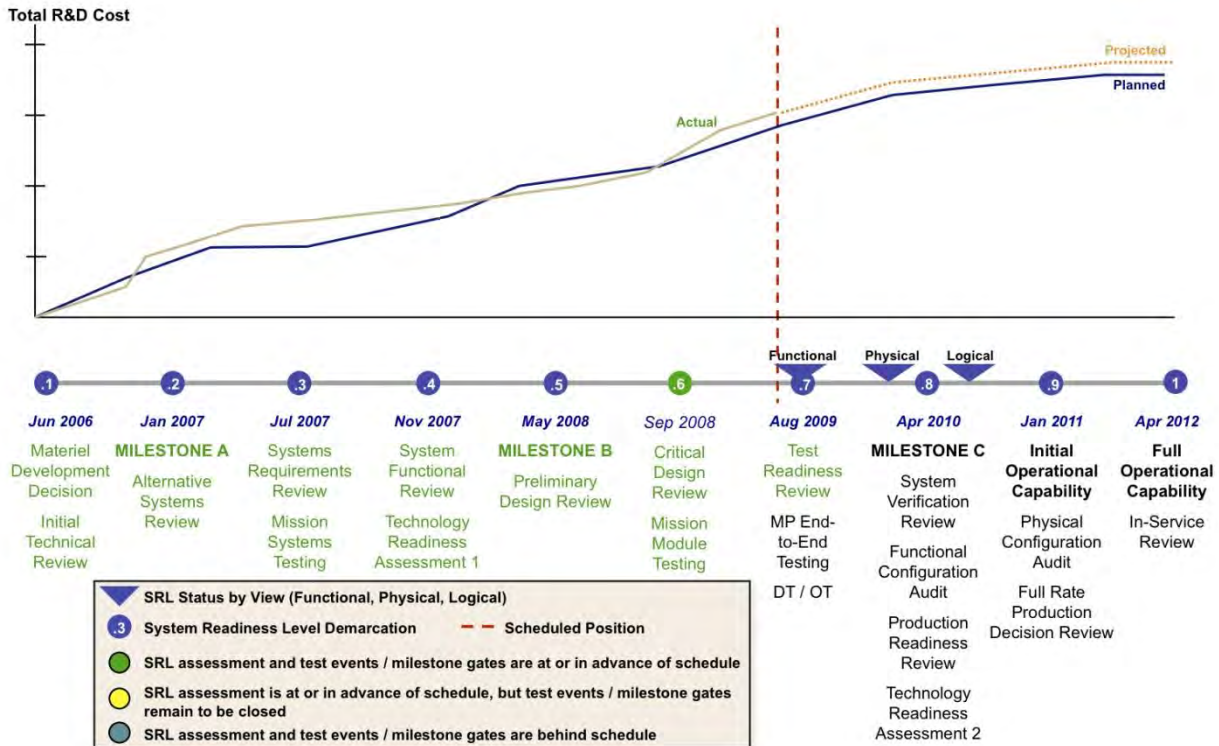 Total R&D Cost
Projected
Planned
Actual
Functional
Physical
Logical
.1
.2
.3
.4
.5
.6
.7
.8
.9
1
Jun 2006
Jan 2007
Jul 2007
Nov 2007
May 2008
Sep 2008
Aug 2009
Apr 2010
Jan 2011
Apr 2012
Materiel
Development
Decision
Initial
Technical
Review
MILESTONE A
Alternative
Systems
Review
Systems
Requirements
Review
Mission
Systems
Testing
System
Functional
Review
Technology
Readiness
Assessment 1
MILESTONE B
Preliminary
Design Review
Critical
Design
Review
Mission
Module
Testing
Test
Readiness
Review
MP End-
to-End
Testing
DT / OT
MILESTONE C
System
Verification
Review
Functional
Configuration
Audit
Production
Readiness
Review
Technology
Readiness
Assessment 2
Initial
Operational
Capability
Physical
Configuration
Audit
Full Rate
Production
Decision Review
Full
Operational
Capability
In-Service
Review
SRL Status by View (Functional, Physical, Logical)
.3
System Readiness Level Demarcation
Scheduled Position
SRL assessment and test events / milestone gates are at or in advance of schedule
SRL assessment is at or in advance of schedule, but test events / milestone gates
remain to be closed
SRL assessment and test events / milestone gates are behind schedule